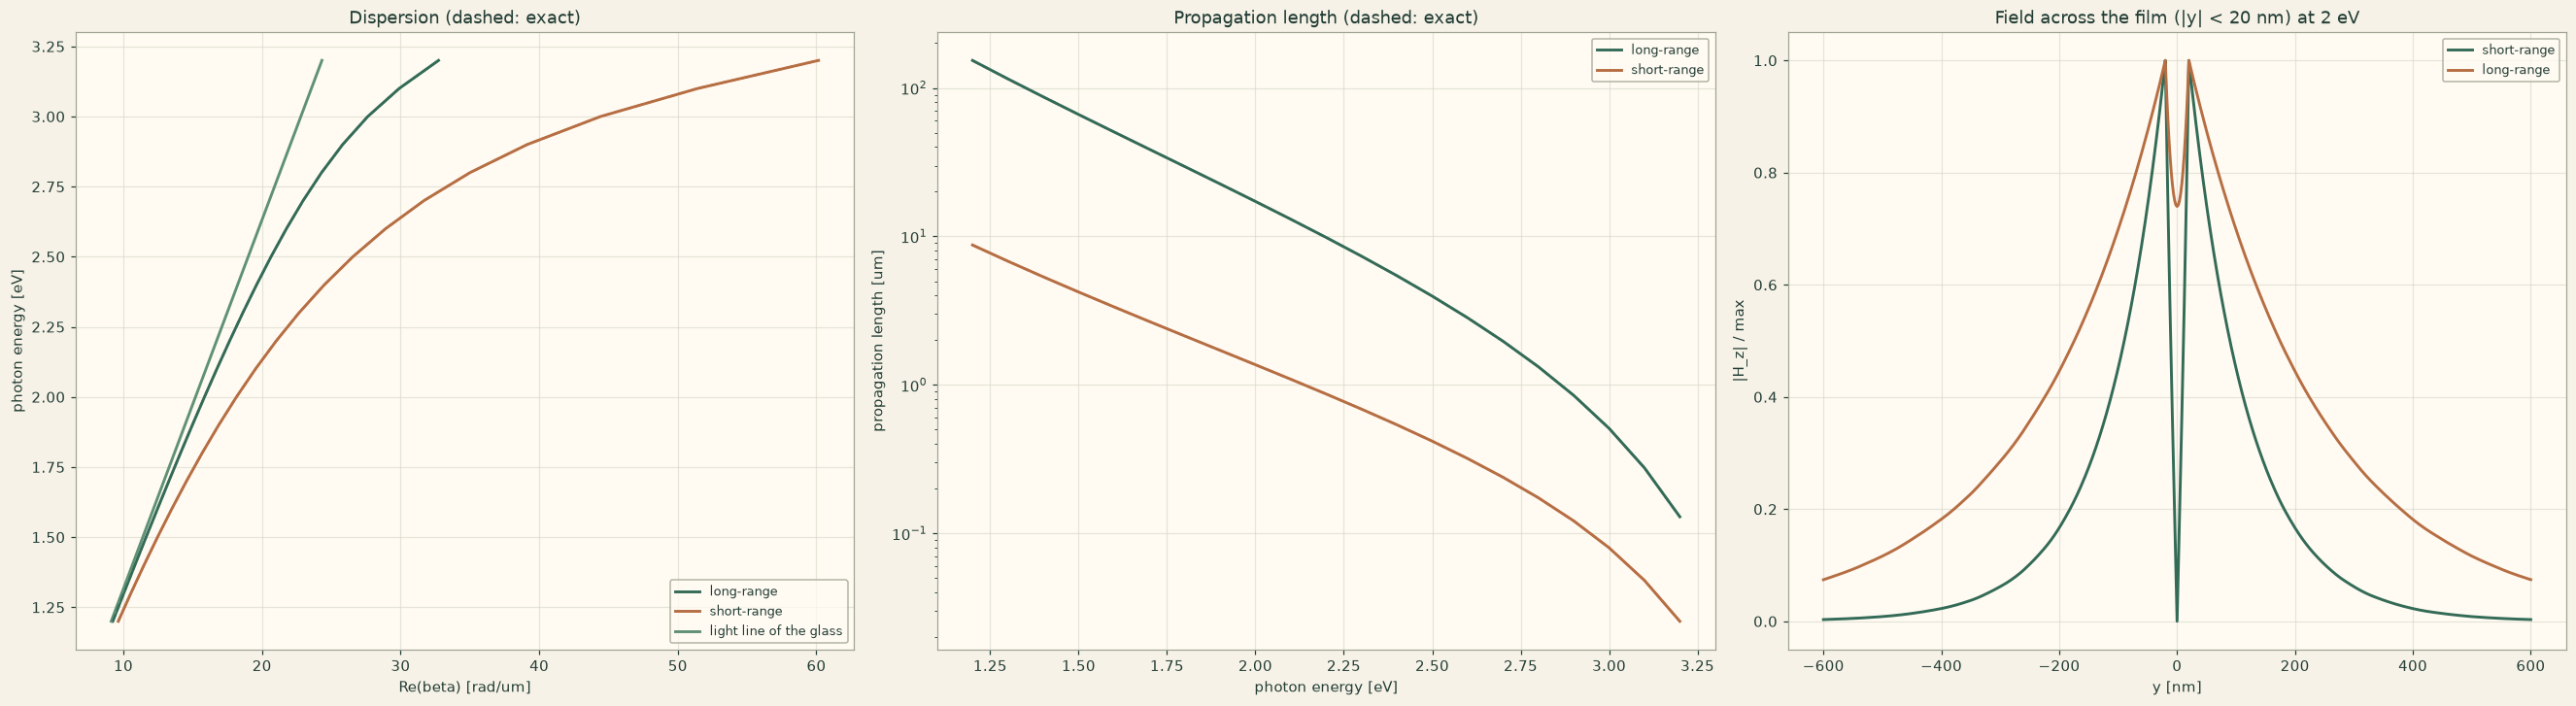 Dispersion (dashed: exact)
photon energy [eV]
3.25
3.00
2.75
2.50
2.25
2.00
1.75
1.50
1.25
long-range
short-range
light line of the glass
10 20 30 40 50 60
Re(beta) [rad/um]
Propagation length (dashed: exact)
propagation length [um]
10² 
10¹
10⁰
10⁻¹
long-range
short-range
1.25 1.50 1.75 2.00 2.25 2.50 2.75 3.00 3.25
photon energy [eV]
Field across the film (|y| < 20 nm) at 2 eV
|H_z| / max
1.0
0.8
0.6
0.4
0.2
0.0
short-range
long-range
−600 −400 −200 0 200 400 600
y [nm]